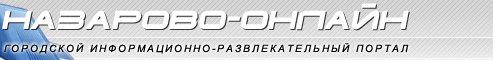 НАЗАРОВО-ОНЛАЙН
ГОРОДСКОЙ ИНФОРМАЦИОННО-РАЗВЛЕКАТЕЛЬНЫЙ ПОРТАЛ